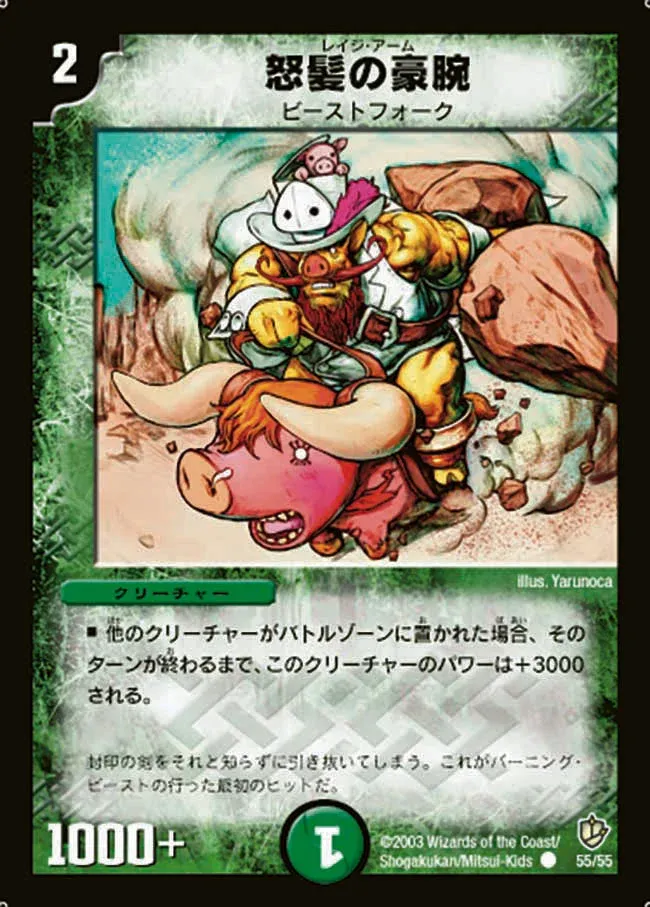 2
レイジ・アーム
怒髪の豪腕
ビーストフォーク
illus. Yarunoca
クリーチャー
■ 他のクリーチャーがバトルゾーンに置かれた場合、その
ターンが終わるまで、このクリーチャーのパワーは+3000
される。
封印の剣をそれと知らずに引き抜いてしまう。これがバーニング・
ビーストの行った最初のヒットだ。
1000+
1
©2003 Wizards of the Coast/
Shogakukan/Mitsui-Kids
55/55